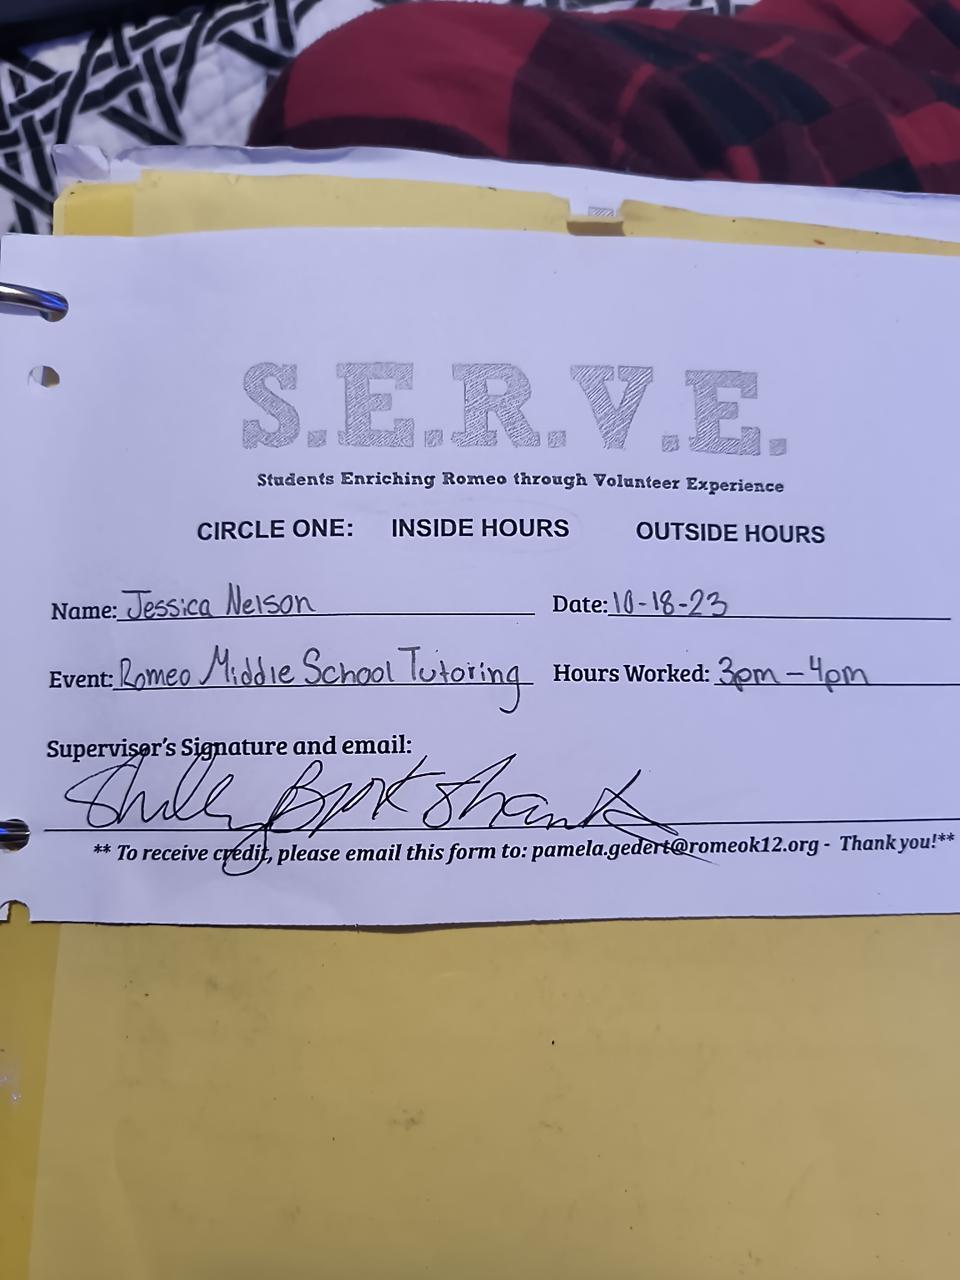 S.E.R.V.E.
Students Enriching Romeo through Volunteer Experience
CIRCLE ONE: INSIDE HOURS OUTSIDE HOURS
Name: Jessica Nelson Date: 10-18-23
Event: Romeo Middle School Tutoring Hours Worked: 3pm - 4pm
Supervisor's Signature and email:
** To receive credit, please email this form to: pamela.gedert@romeok12.org - Thank you!**